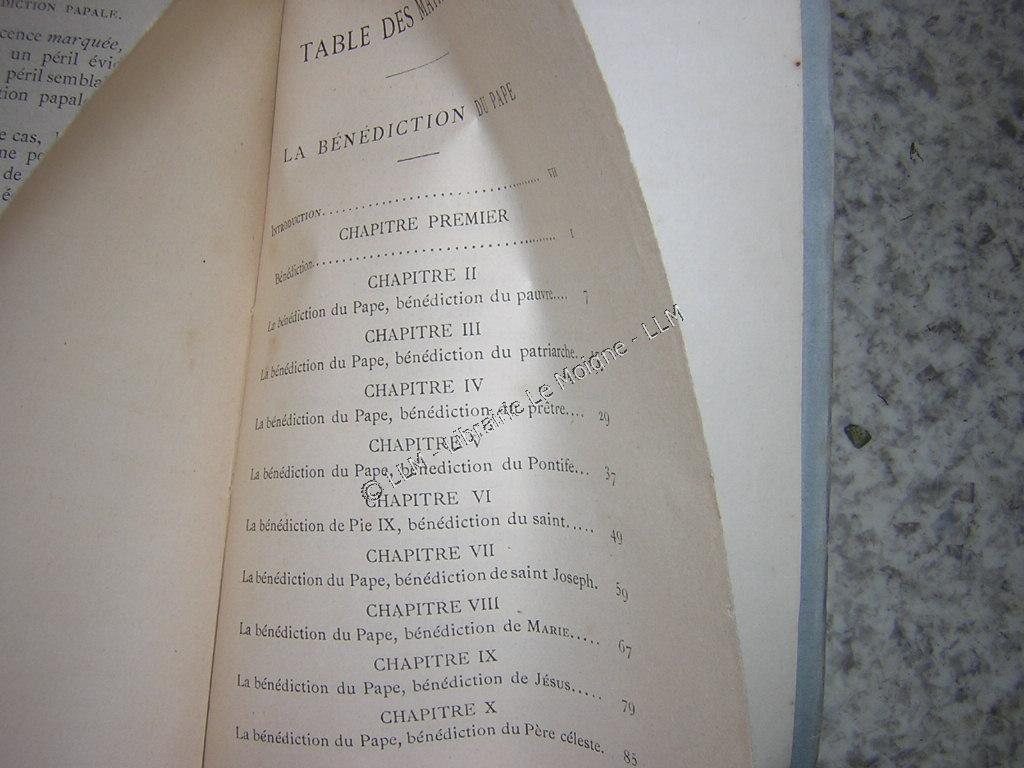 DICTION PAPALE.
cence marquée,
un péril évi
péril sembla
tion papal
e cas,
ne po
de
é
TABLE DES MA
LA BÉNÉDICTION DU PAPE
INTRODUCTION. VII
CHAPITRE PREMIER
Bénédiction. 1
CHAPITRE II
La bénédiction du Pape, bénédiction du pauvre.... 7
CHAPITRE III
La bénédiction du Pape, bénédiction du patriarche..
CHAPITRE IV
La bénédiction du Pape, bénédiction du prêtre.... 29
CHAPITRE V
La bénédiction du Pape, bénédiction du Pontife... 37
CHAPITRE VI
La bénédiction de Pie IX, bénédiction du saint..... 49
CHAPITRE VII
La bénédiction du Pape, bénédiction de saint Joseph. 59
CHAPITRE VIII
La bénédiction du Pape, bénédiction de MARIE..... 67
CHAPITRE IX
La bénédiction du Pape, bénédiction de Jésus..... 79
CHAPITRE X
La bénédiction du Pape, bénédiction du Père céleste. 85
© LLM - Librairie Le Moigne - LLM